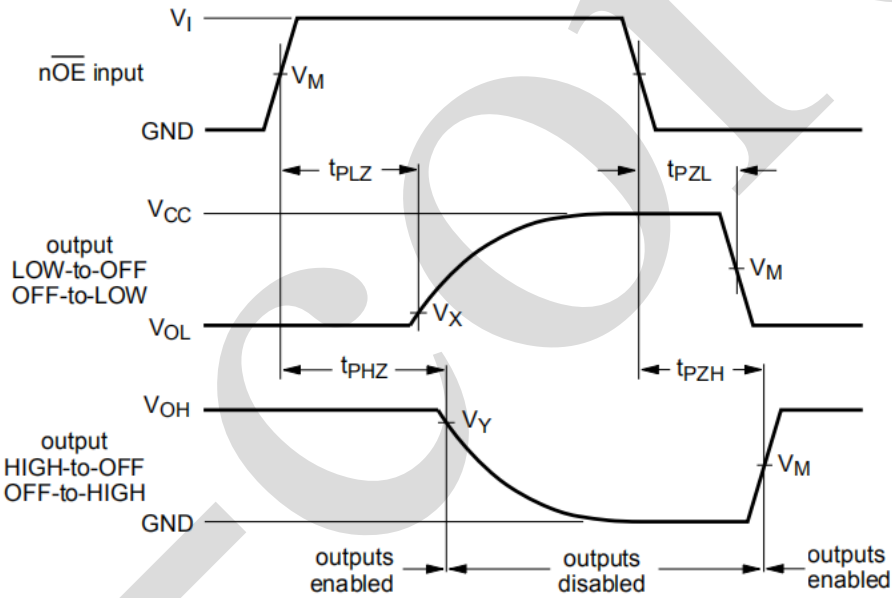 V_I
nOE input
V_M
GND
t_PLZ
t_PZL
V_CC
output
LOW-to-OFF
OFF-to-LOW
V_M
V_X
V_OL
t_PHZ
t_PZH
V_OH
V_Y
output
HIGH-to-OFF
OFF-to-HIGH
V_M
GND
outputs
enabled
outputs
disabled
outputs
enabled